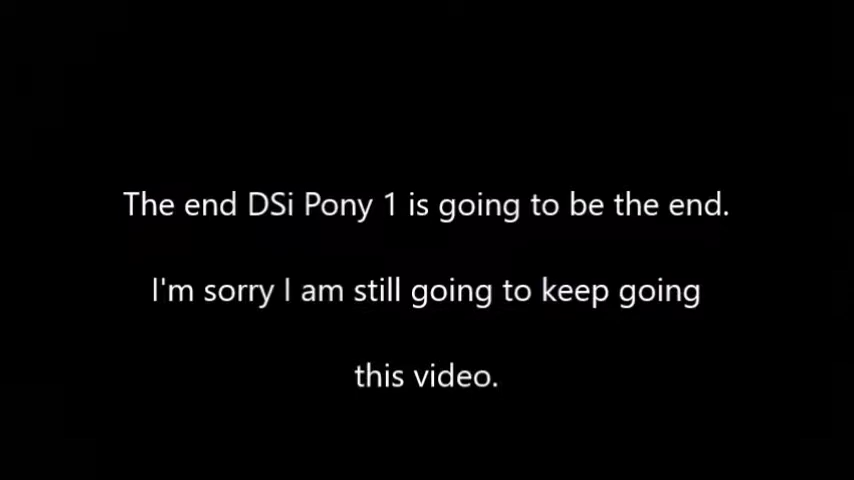 The end DSi Pony 1 is going to be the end.
I'm sorry I am still going to keep going
this video.